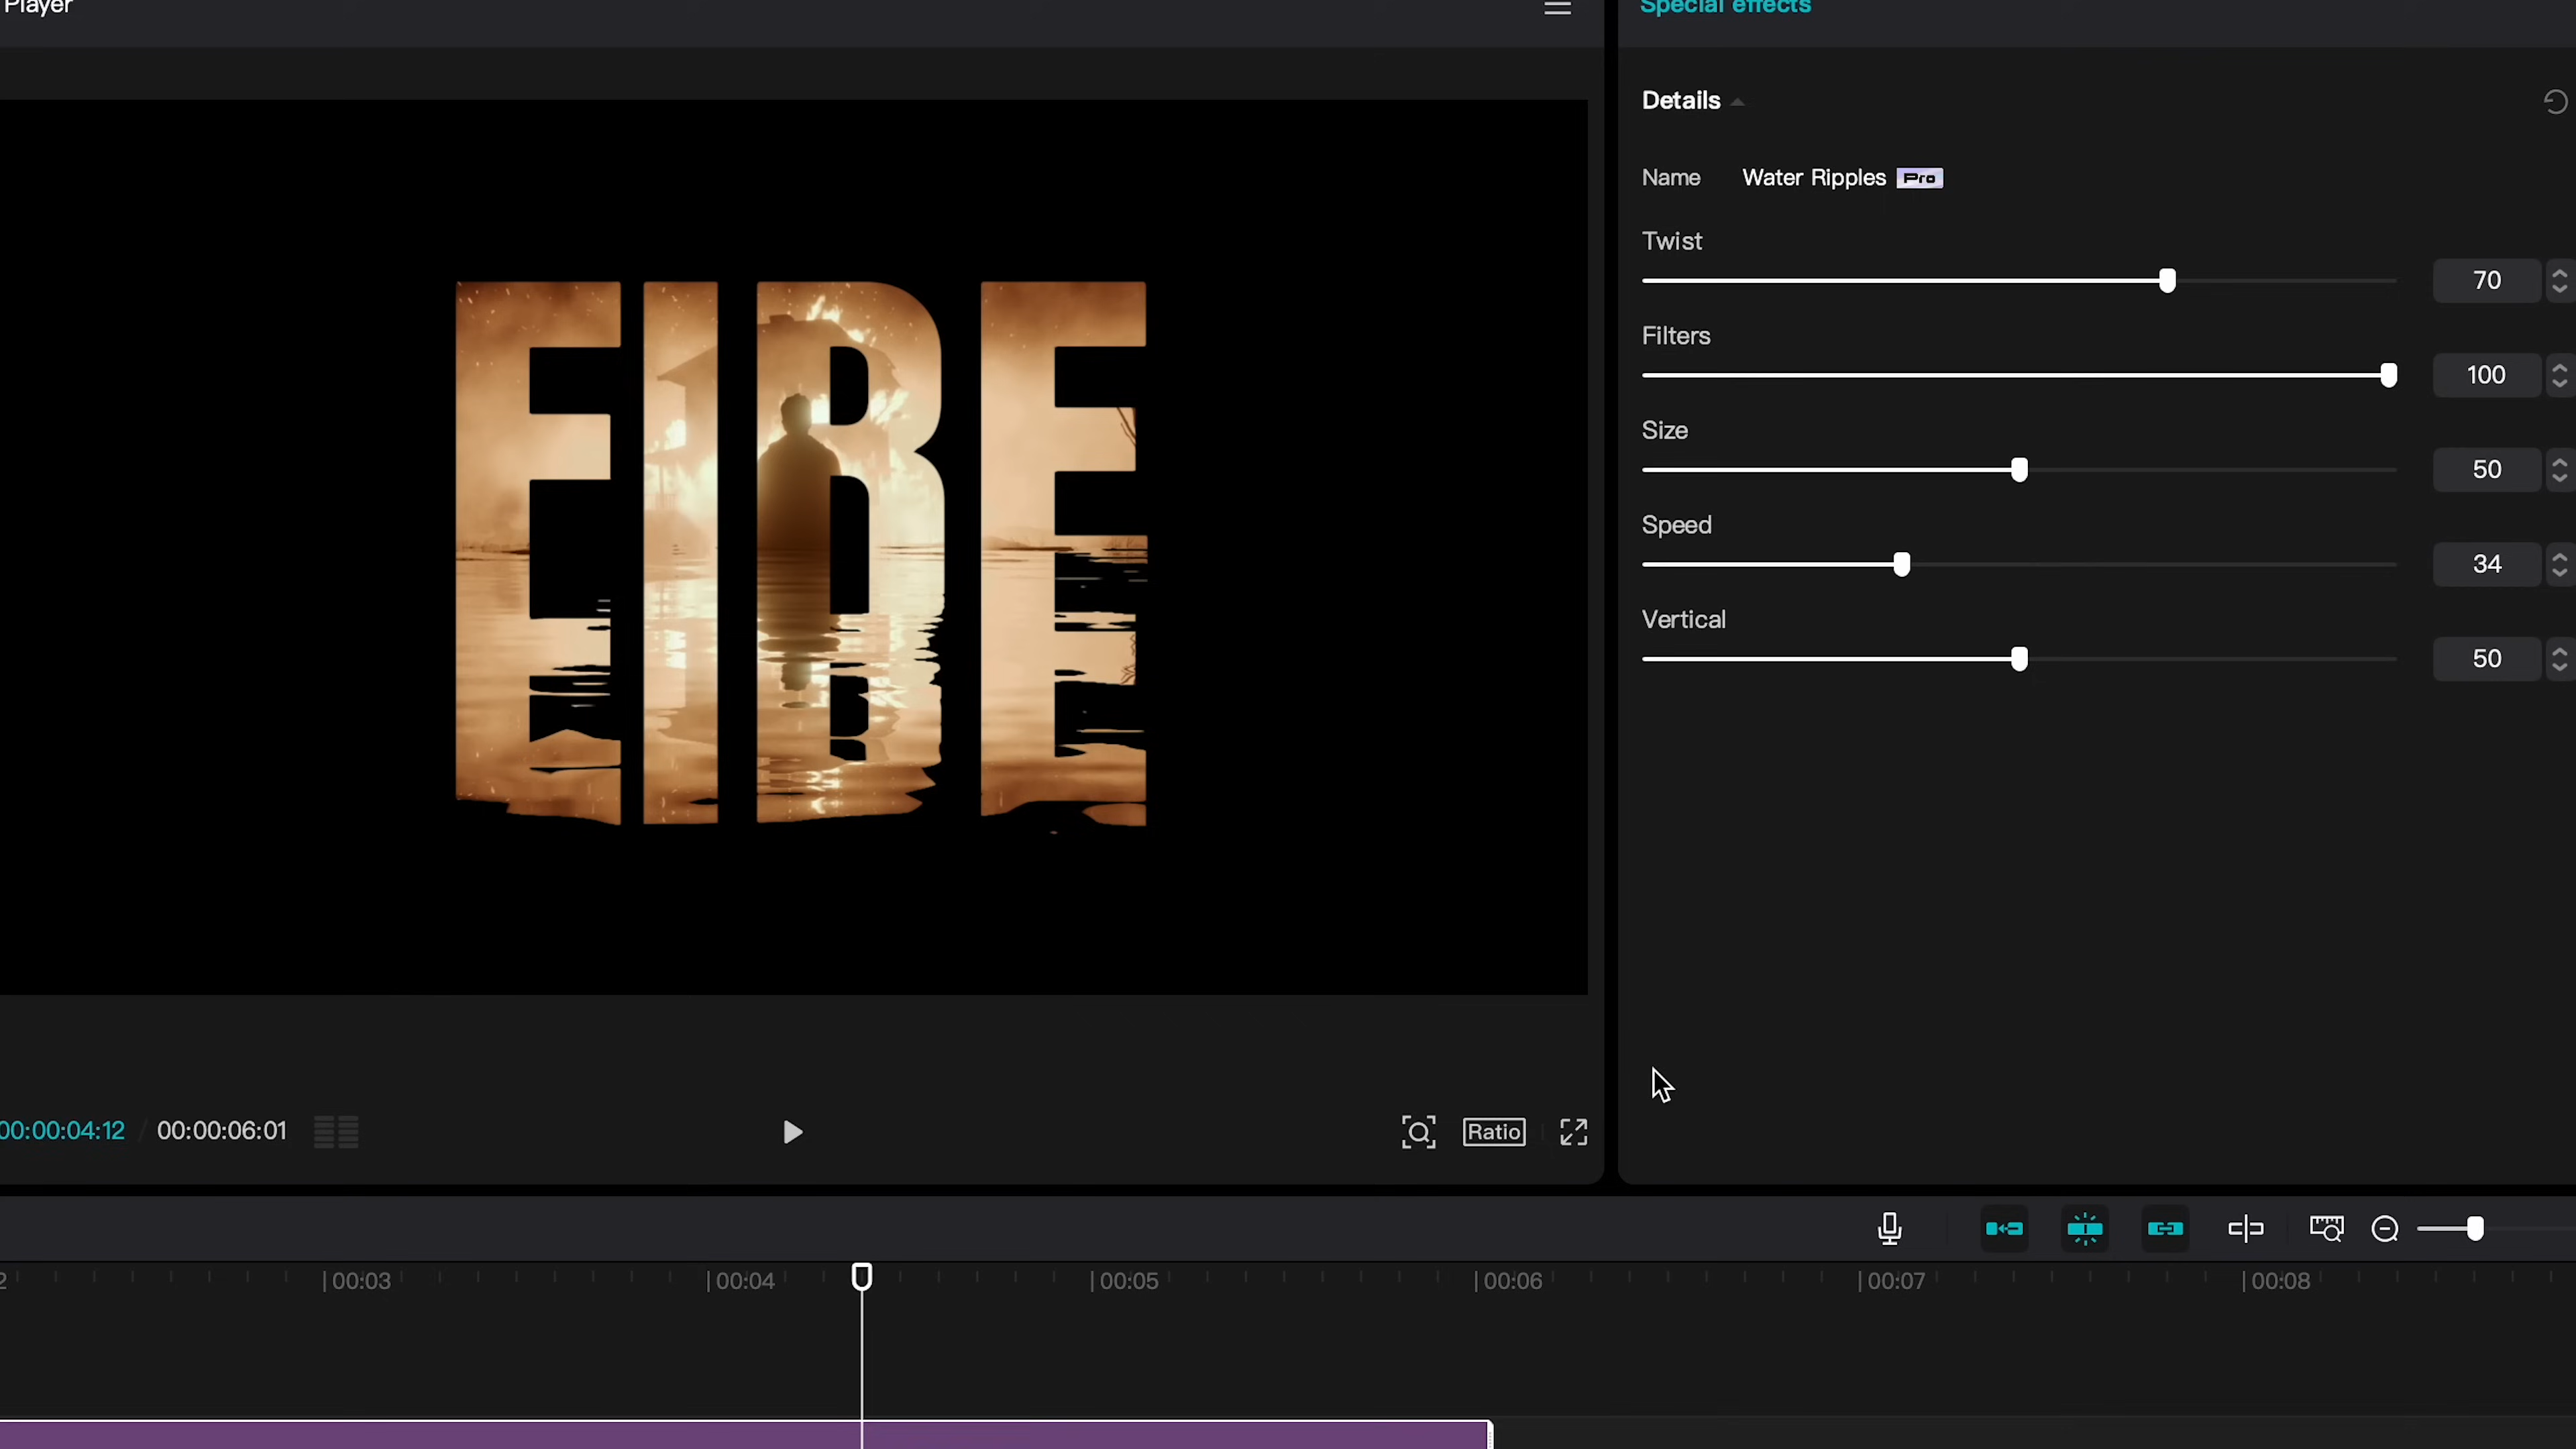 Player
Special effects
Details
Name Water Ripples Pro
Twist
70
Filters
100
Size
50
Speed
34
Vertical
50
FIRE
00:00:04:12 / 00:00:06:01
Ratio
2 00:03 00:04 00:05 00:06 00:07 00:08